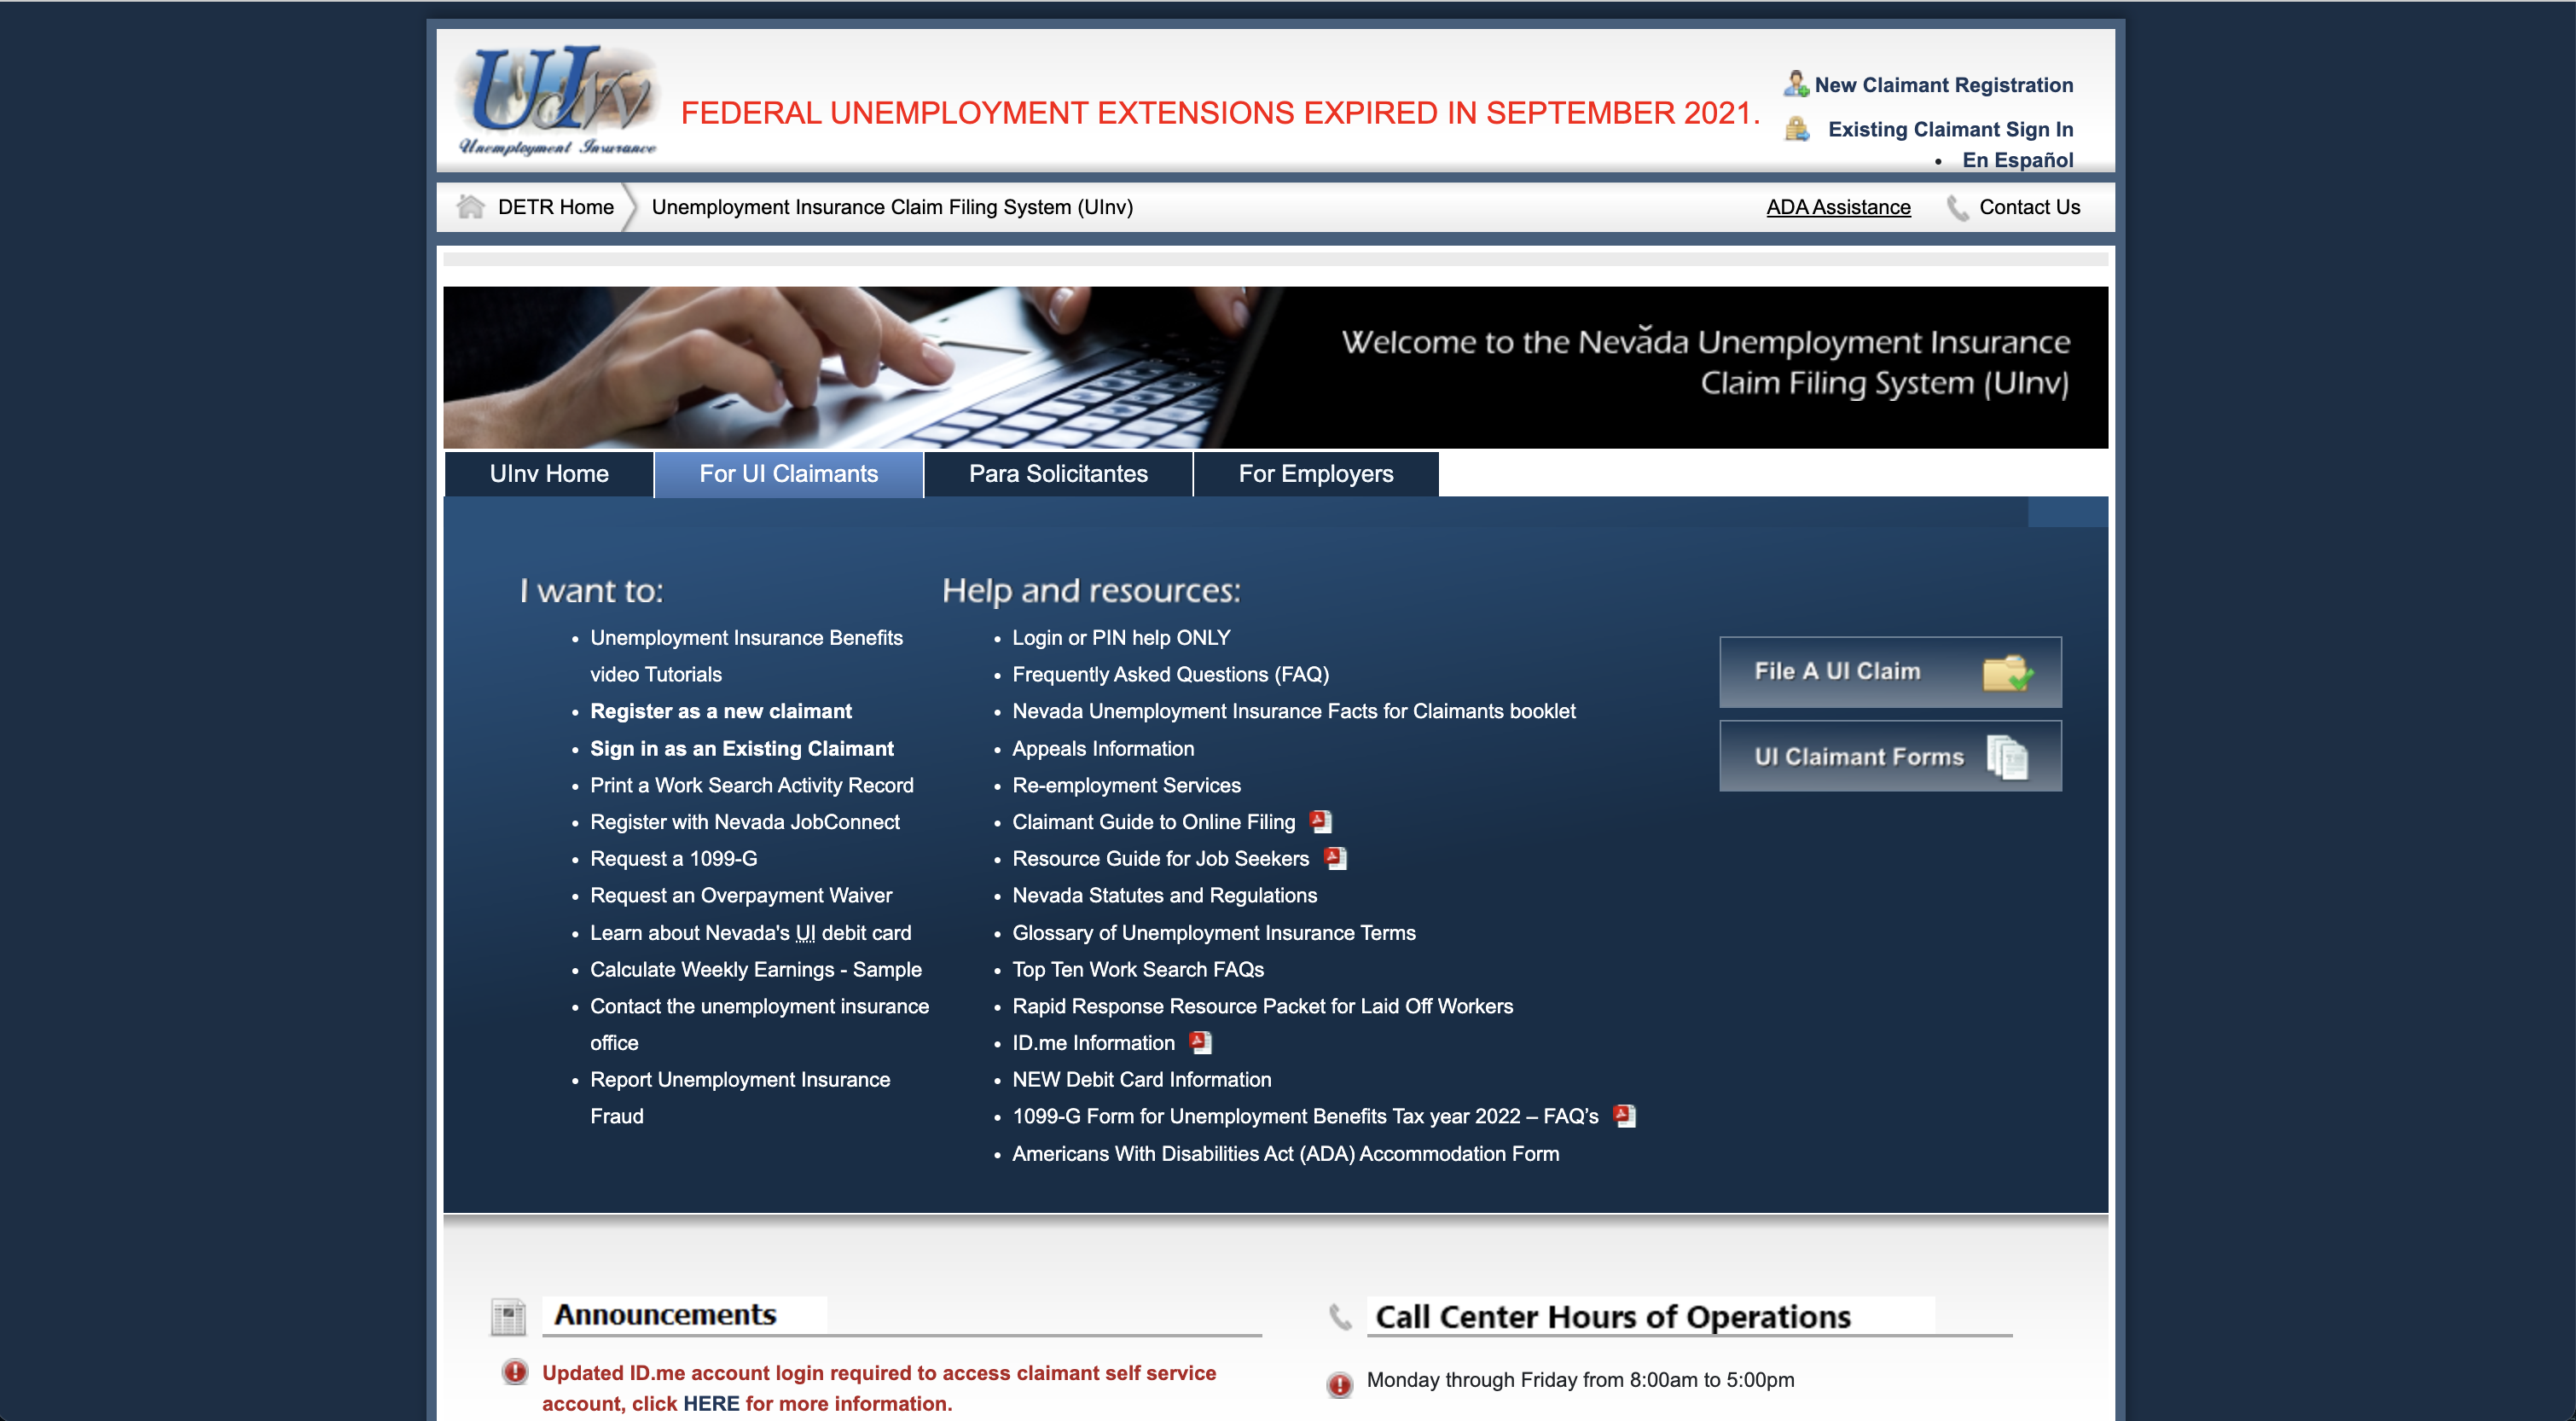 UInv
Unemployment Insurance
FEDERAL UNEMPLOYMENT EXTENSIONS EXPIRED IN SEPTEMBER 2021.
New Claimant Registration
Existing Claimant Sign In
• En Español
DETR Home
Unemployment Insurance Claim Filing System (UInv)
ADA Assistance
Contact Us
Welcome to the Nevăda Unemployment Insurance
Claim Filing System (UInv)
UInv Home
For UI Claimants
Para Solicitantes
For Employers
I want to:
• Unemployment Insurance Benefits
video Tutorials
• Register as a new claimant
• Sign in as an Existing Claimant
• Print a Work Search Activity Record
• Register with Nevada JobConnect
• Request a 1099-G
• Request an Overpayment Waiver
• Learn about Nevada's UI debit card
• Calculate Weekly Earnings - Sample
• Contact the unemployment insurance
office
• Report Unemployment Insurance
Fraud
Help and resources:
• Login or PIN help ONLY
• Frequently Asked Questions (FAQ)
• Nevada Unemployment Insurance Facts for Claimants booklet
• Appeals Information
• Re-employment Services
• Claimant Guide to Online Filing
• Resource Guide for Job Seekers
• Nevada Statutes and Regulations
• Glossary of Unemployment Insurance Terms
• Top Ten Work Search FAQs
• Rapid Response Resource Packet for Laid Off Workers
• ID.me Information
• NEW Debit Card Information
• 1099-G Form for Unemployment Benefits Tax year 2022 – FAQ’s
• Americans With Disabilities Act (ADA) Accommodation Form
File A UI Claim
UI Claimant Forms
Announcements
Updated ID.me account login required to access claimant self service
account, click HERE for more information.
Call Center Hours of Operations
Monday through Friday from 8:00am to 5:00pm